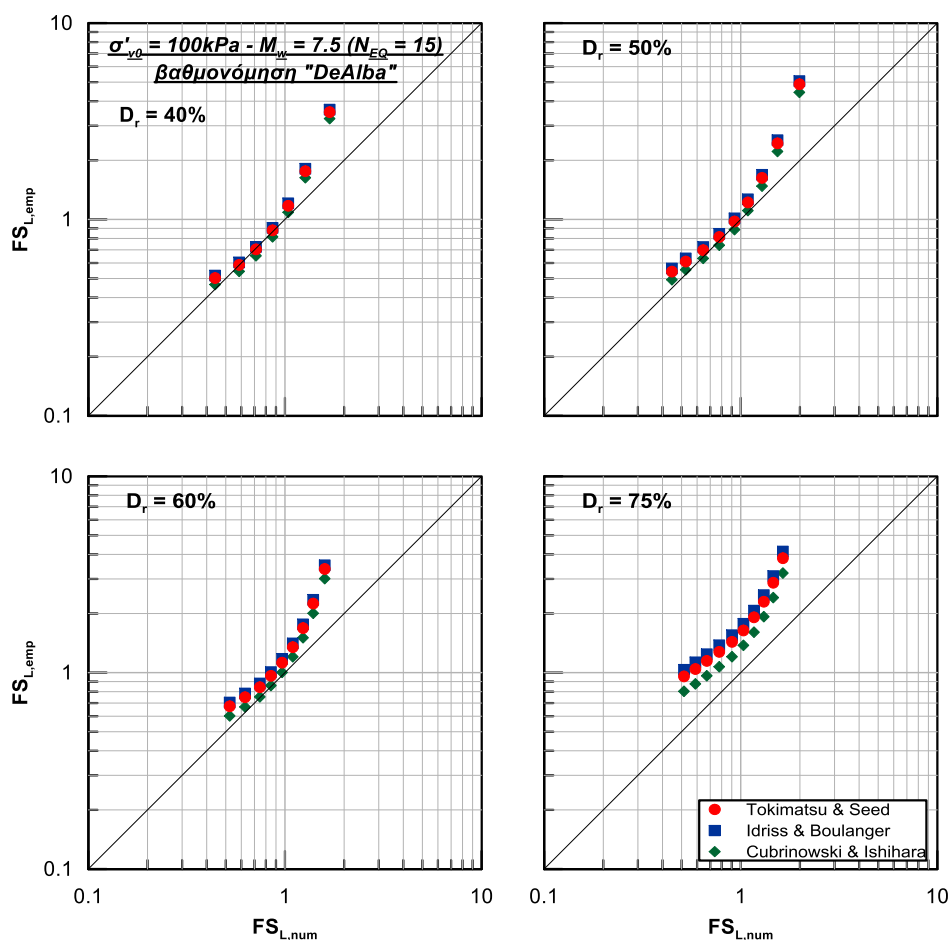 10
σ'v0 = 100kPa - Mw = 7.5 (NEQ = 15)
βαθμονόμηση "DeAlba"
Dr = 40%
Dr = 50%
FSL,emp
1
0.1
10
Dr = 60%
Dr = 75%
FSL,emp
1
Tokimatsu & Seed
Idriss & Boulanger
Cubrinowski & Ishihara
0.1
0.1 1 10 0.1 1 10
FSL,num FSL,num